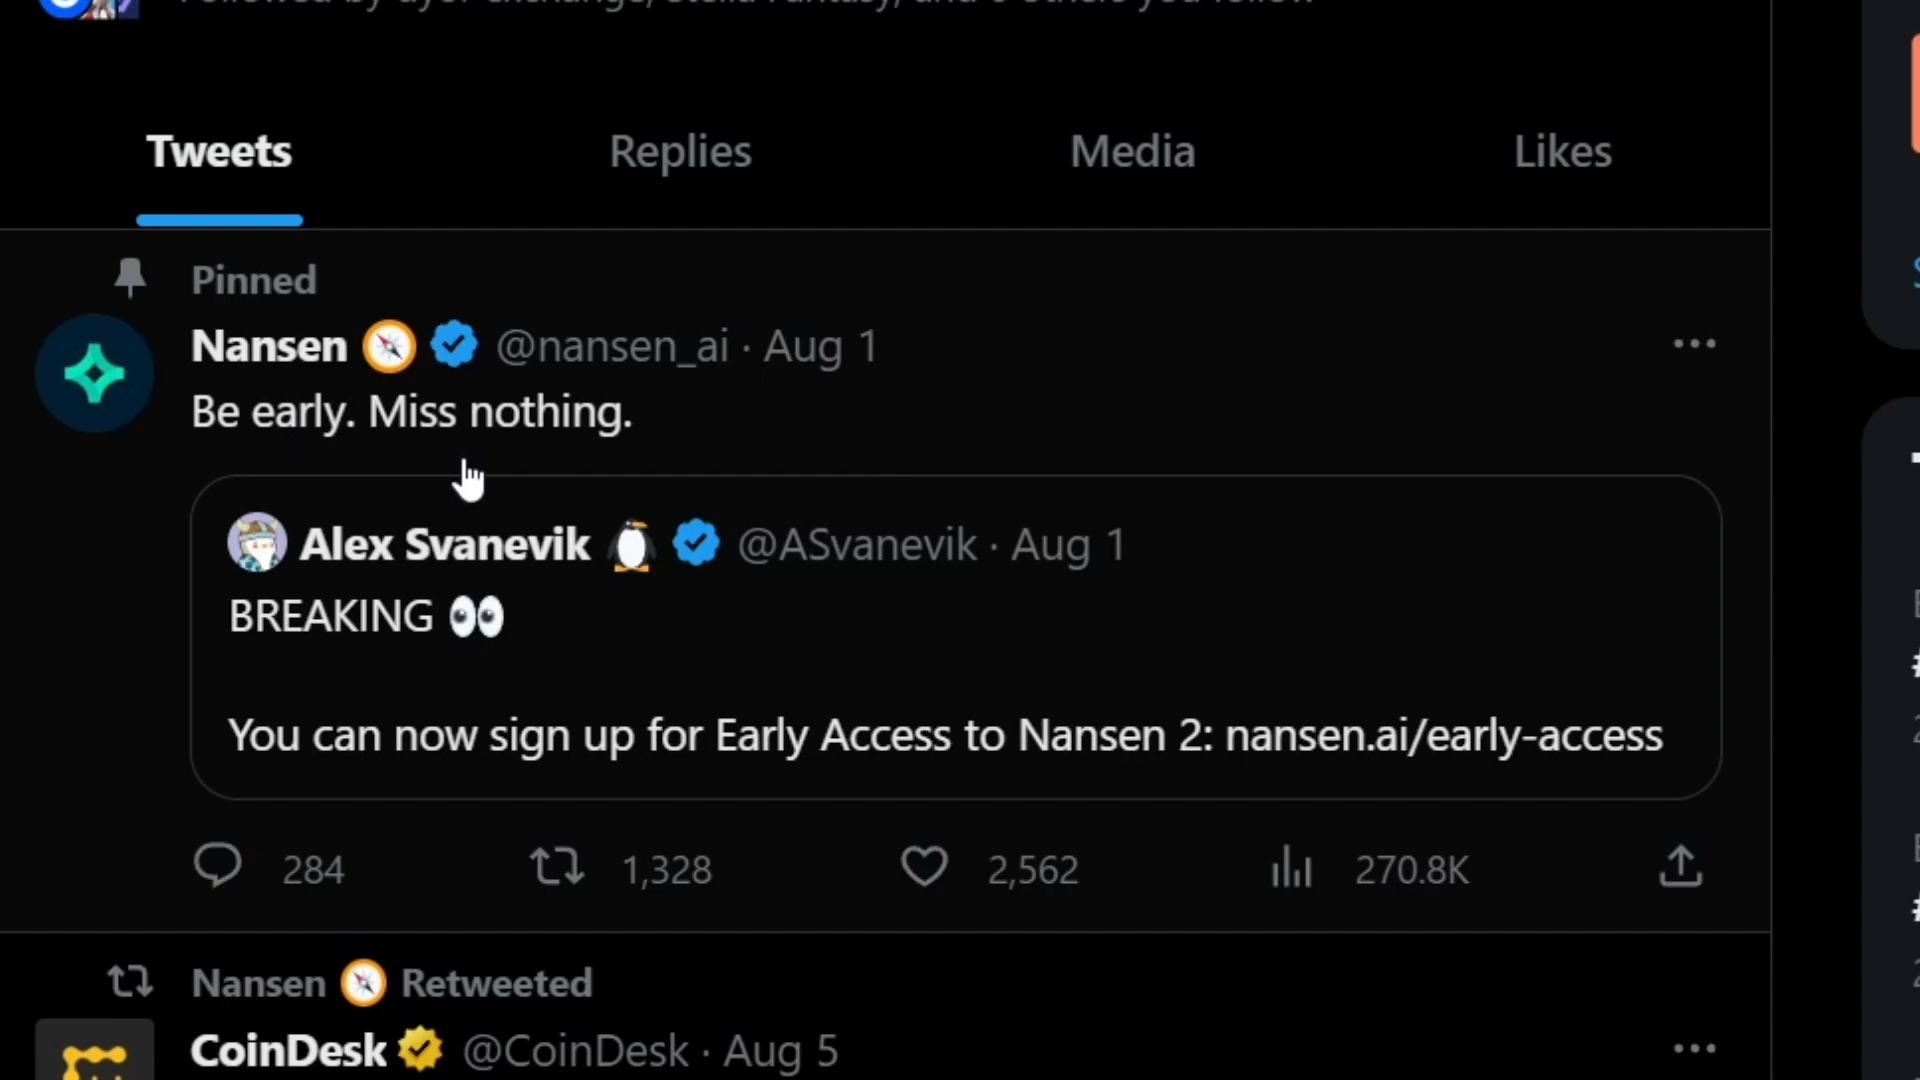 Tweets
Replies
Media
Likes
Pinned
Nansen @nansen_ai · Aug 1
Be early. Miss nothing.
Alex Svanevik @ASvanevik · Aug 1
BREAKING 👀
You can now sign up for Early Access to Nansen 2: nansen.ai/early-access
284
1,328
2,562
270.8K
Nansen Retweeted
CoinDesk @CoinDesk · Aug 5